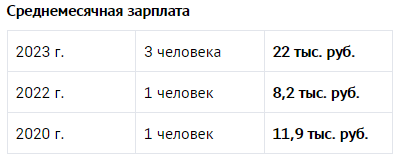 Среднемесячная зарплата
2023 г. 3 человека 22 тыс. руб.
2022 г. 1 человек 8,2 тыс. руб.
2020 г. 1 человек 11,9 тыс. руб.